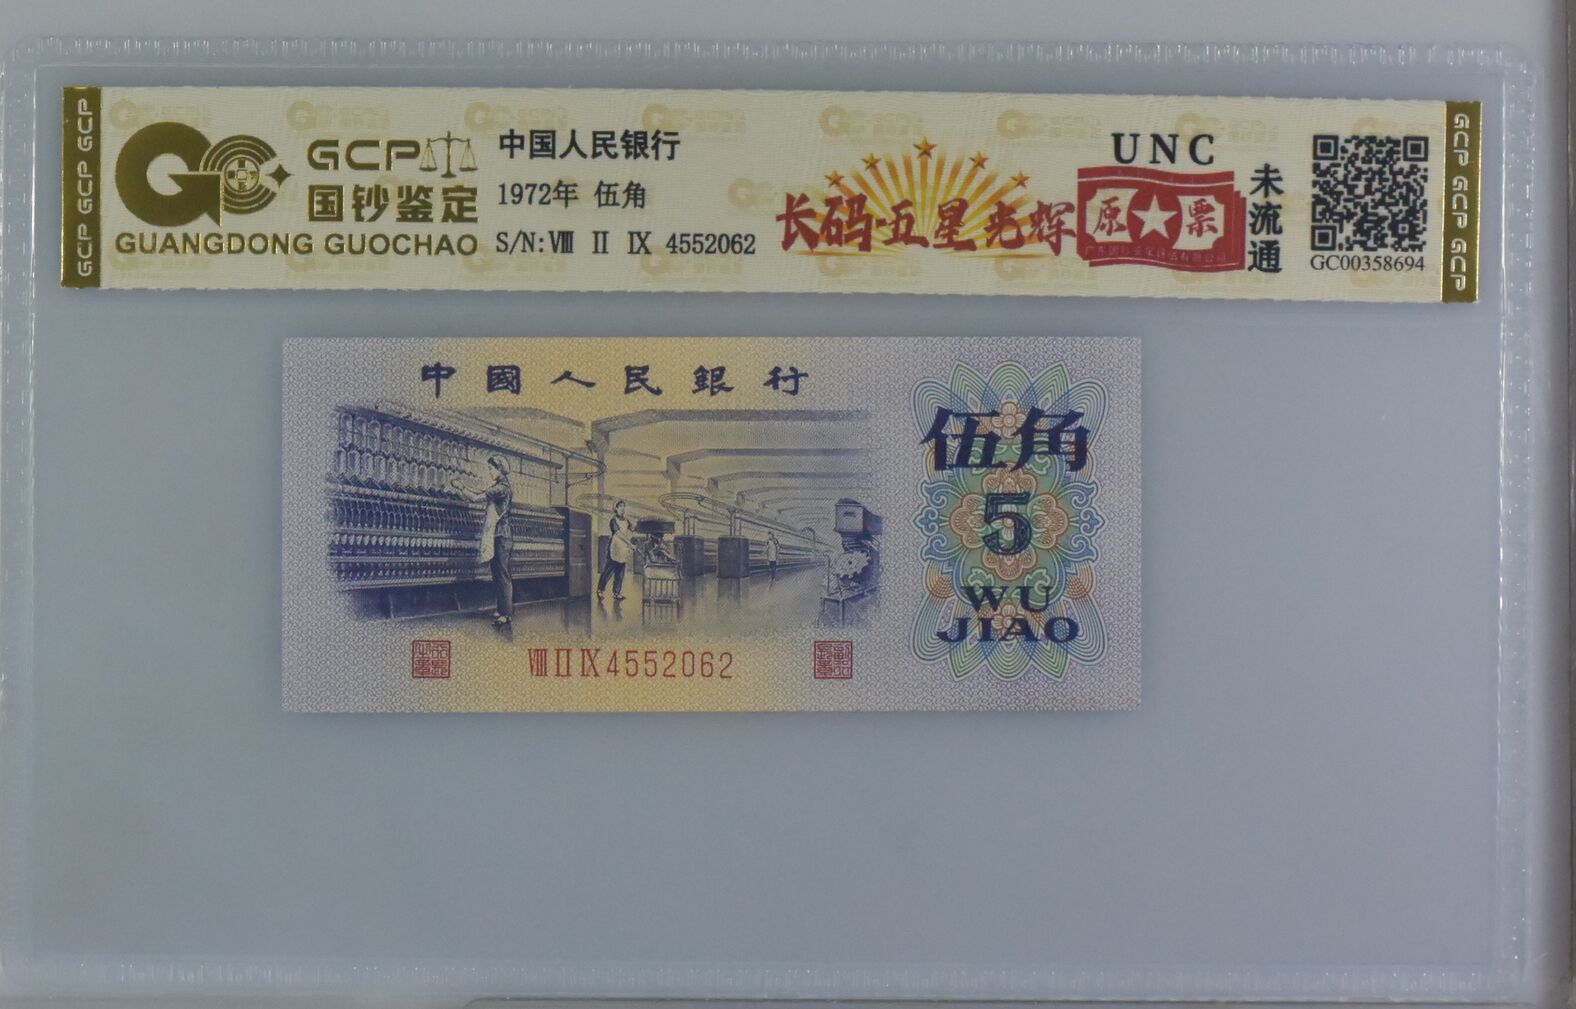 GCP GCP GCP
GCP
国钞鉴定
GUANGDONG GUOCHAO
中国人民银行
1972年 伍角
S/N:Ⅷ Ⅱ Ⅸ 4552062
长码·五星光辉
UNC
原票
未流通
GC00358694
GCP GCP GCP
中國人民銀行
伍角
5
WU
JIAO
ⅧⅡⅨ4552062